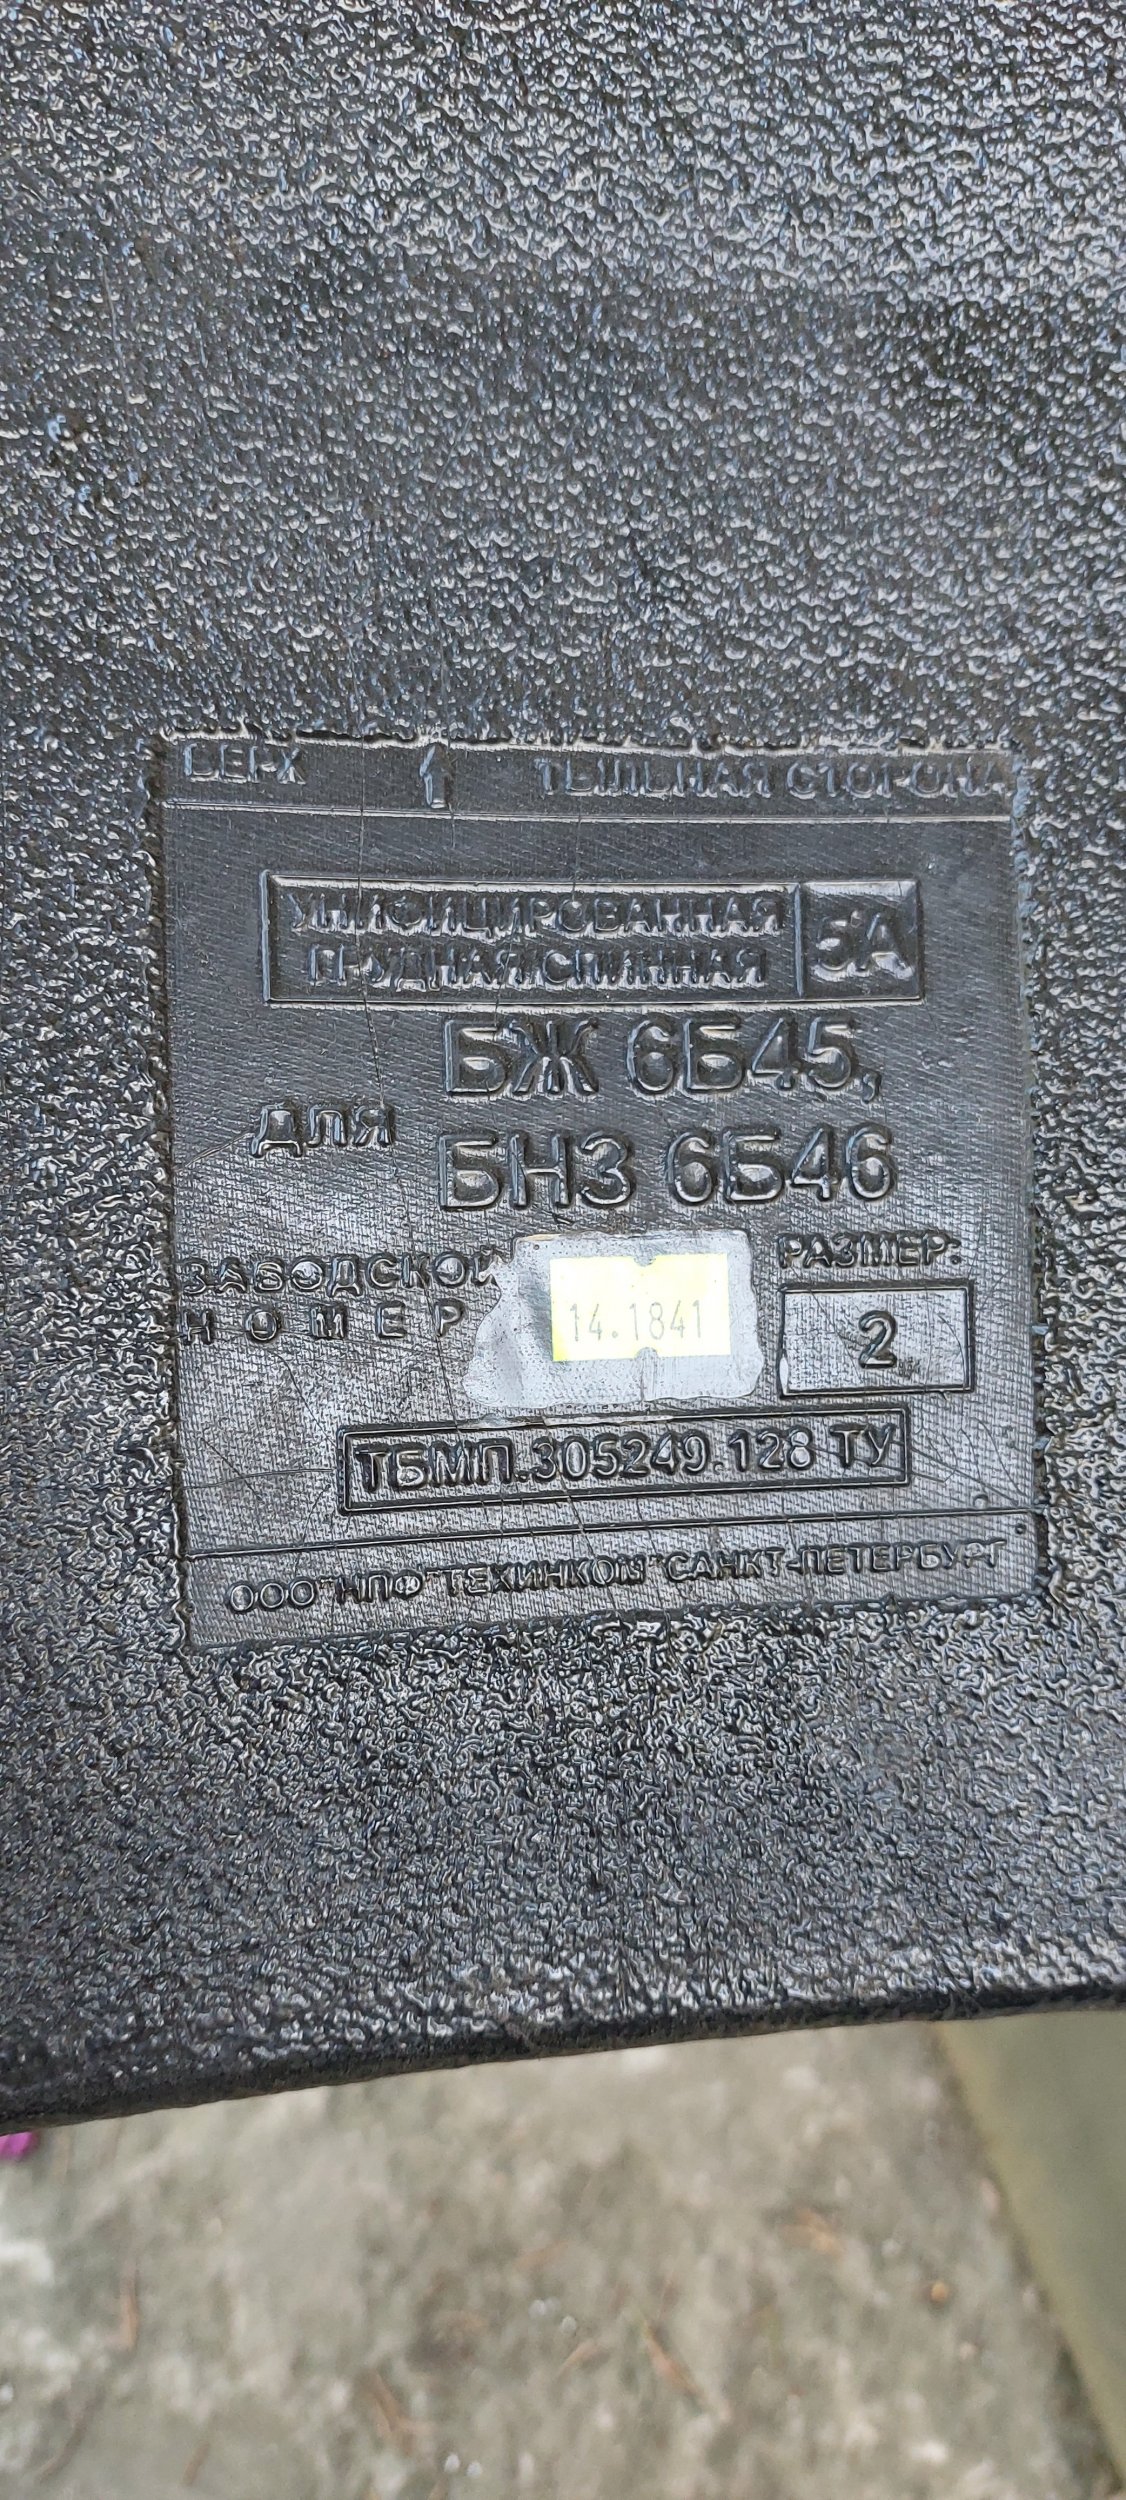 ВЕРХ ТЫЛЬНАЯ СТОРОНА
УНИФИЦИРОВАННАЯ
ГРУДНАЯ/СПИННАЯ
5А
БЖ 6Б45,
для
БНЗ 6Б46
ЗАВОДСКОЙ
НОМЕР
14.1841
РАЗМЕР:
2
ТБМП.305249.128 ТУ
ООО "НПФ "ТЕХИНКОМ" САНКТ-ПЕТЕРБУРГ